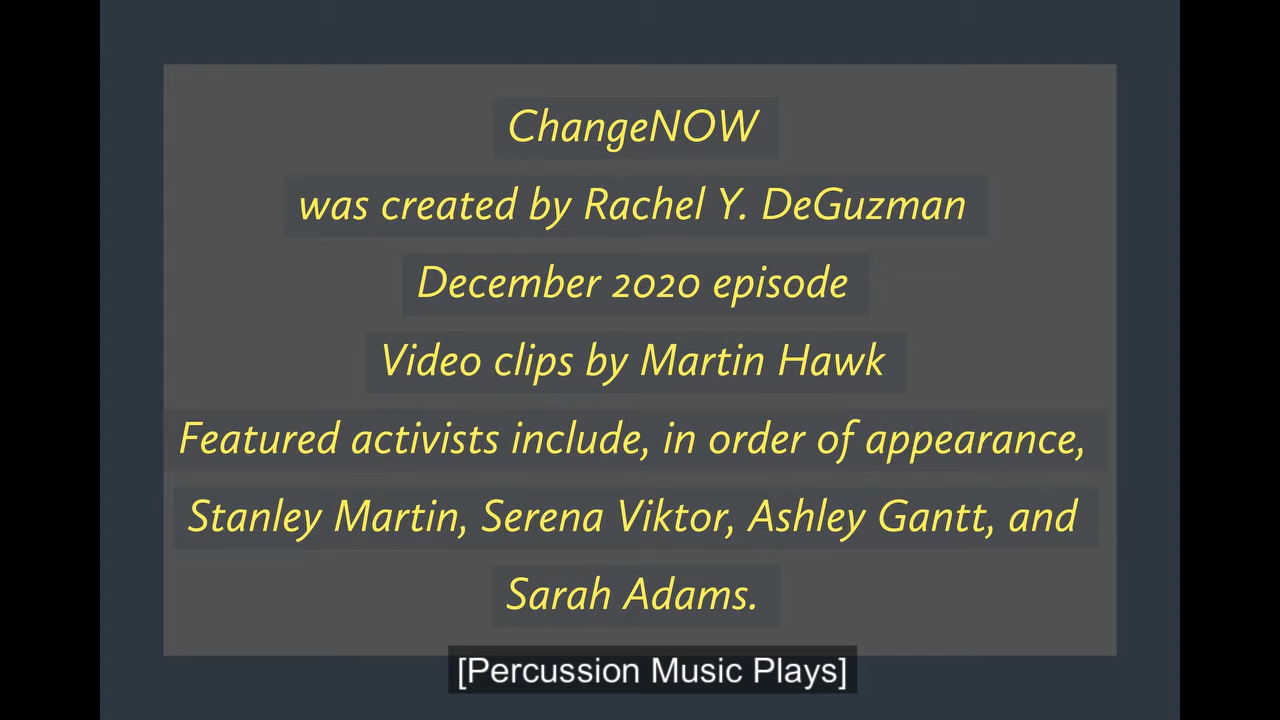 ChangeNOW
was created by Rachel Y. DeGuzman
December 2020 episode
Video clips by Martin Hawk
Featured activists include, in order of appearance,
Stanley Martin, Serena Viktor, Ashley Gantt, and
Sarah Adams.
[Percussion Music Plays]